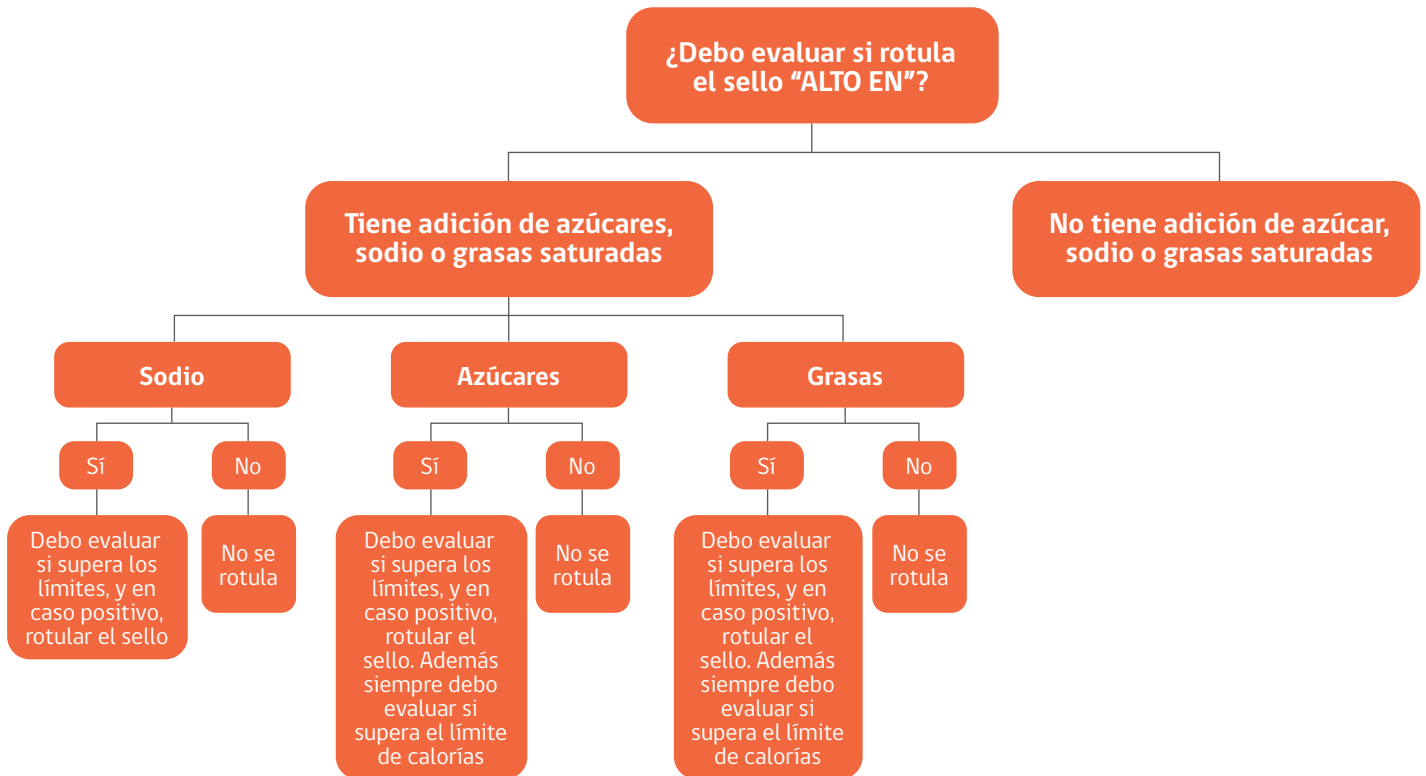 ¿Debo evaluar si rotula
el sello “ALTO EN”?
Tiene adición de azúcares,
sodio o grasas saturadas
No tiene adición de azúcar,
sodio o grasas saturadas
Sodio
Azúcares
Grasas
Sí
No
Sí
No
Sí
No
Debo evaluar
si supera los
límites, y en
caso positivo,
rotular el sello
No se
rotula
Debo evaluar
si supera los
límites, y en
caso positivo,
rotular el
sello. Además
siempre debo
evaluar si
supera el límite
de calorías
No se
rotula
Debo evaluar
si supera los
límites, y en
caso positivo,
rotular el
sello. Además
siempre debo
evaluar si
supera el límite
de calorías
No se
rotula